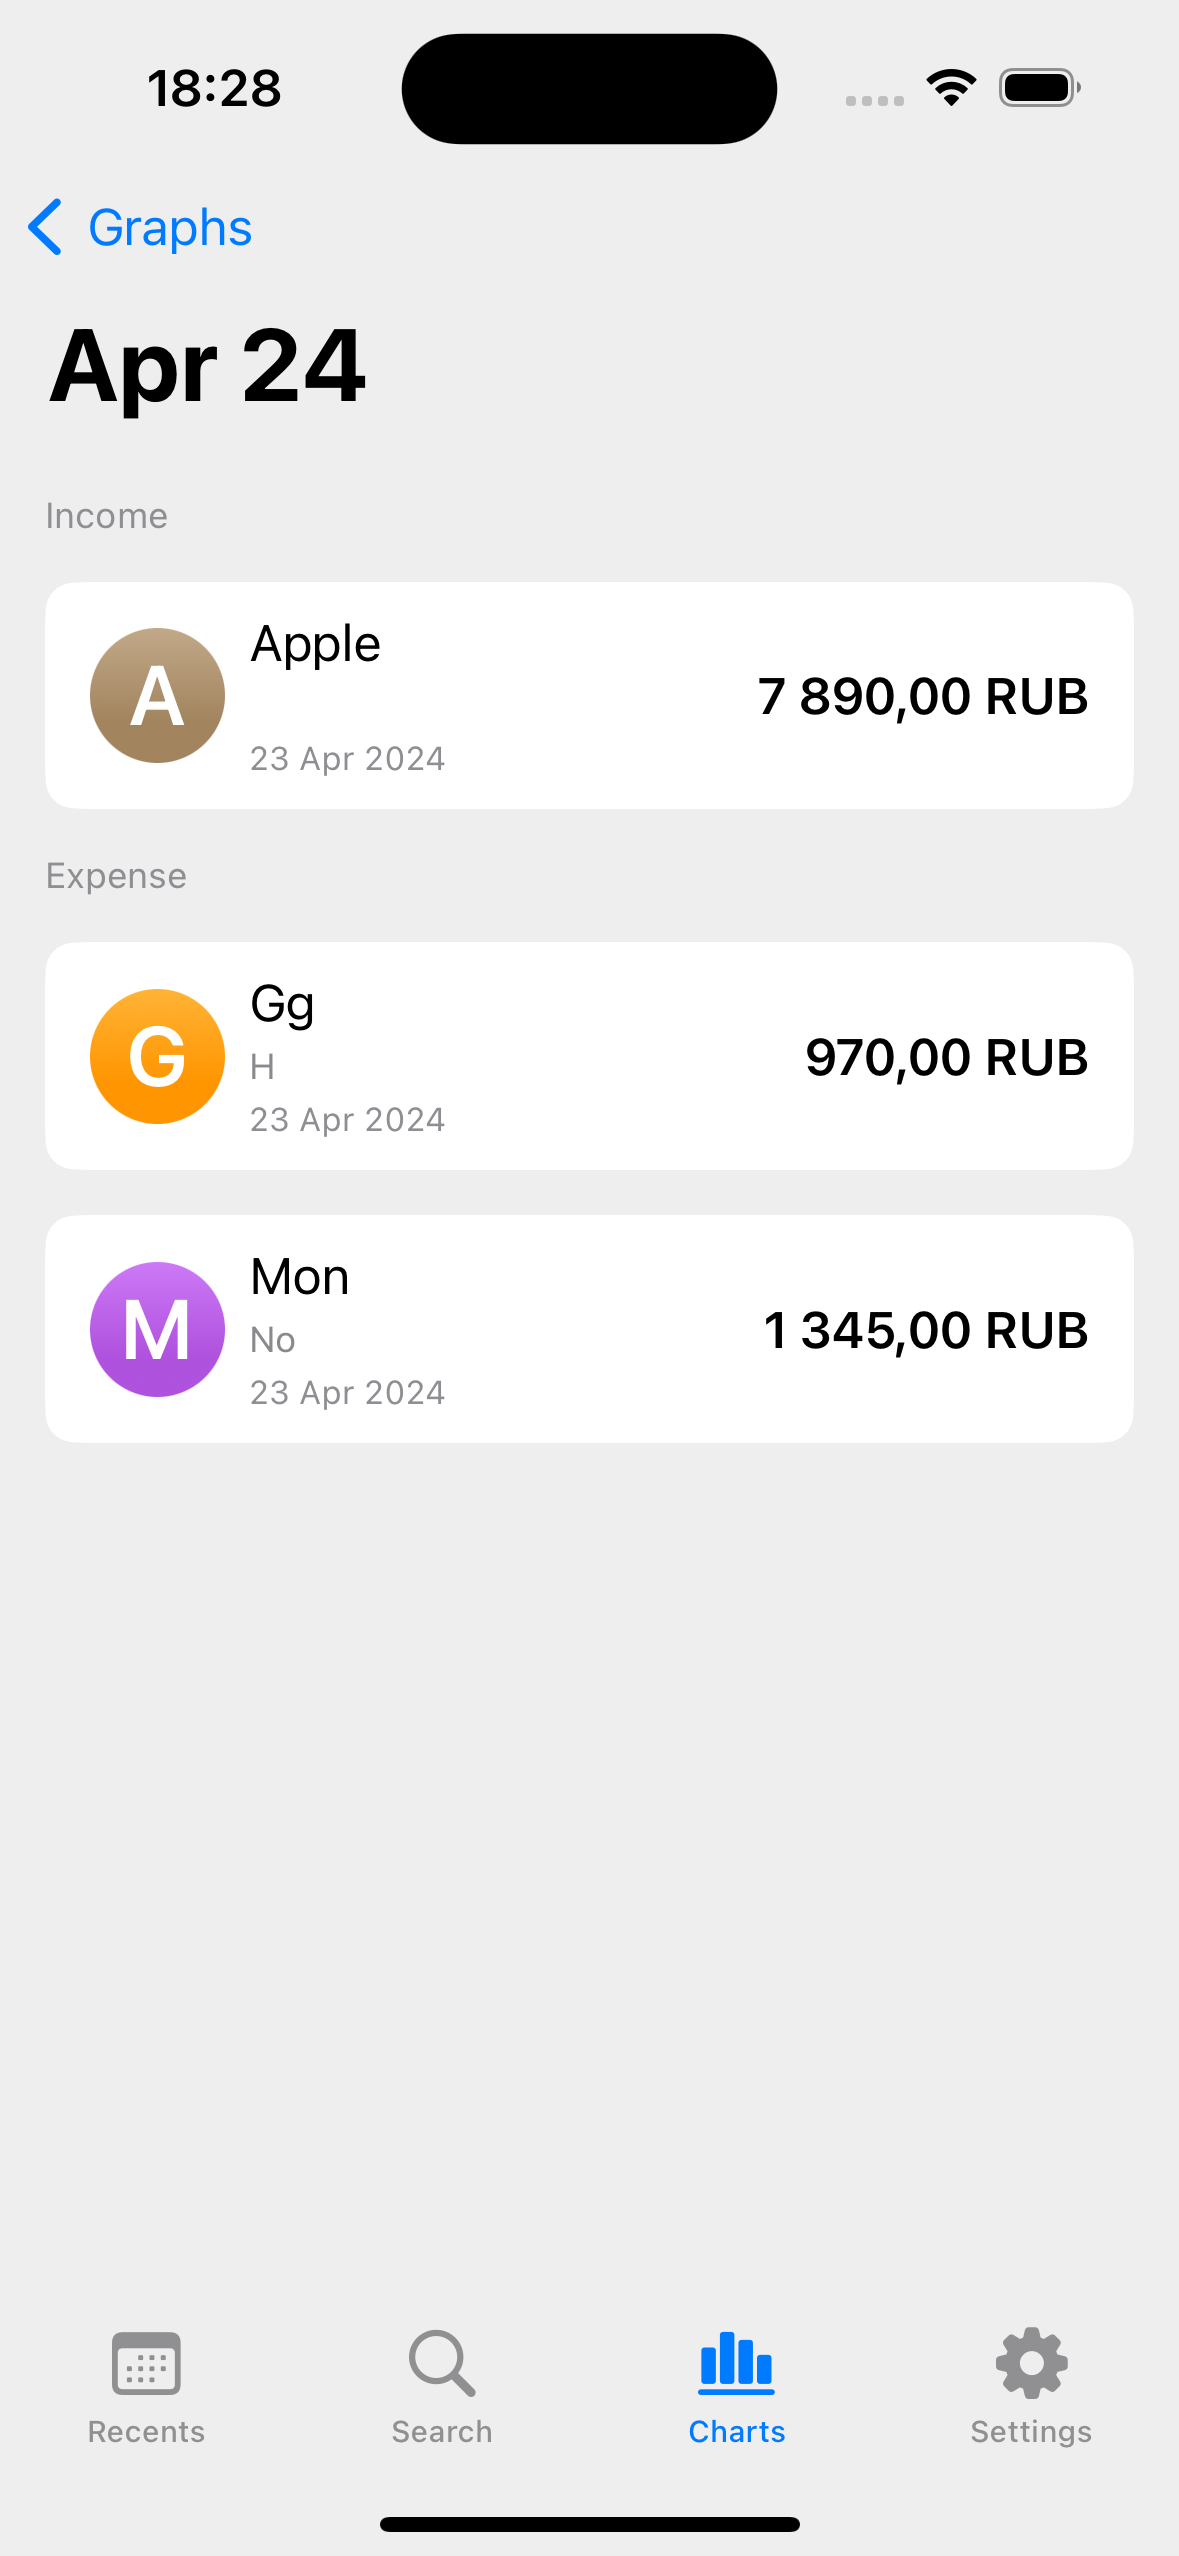 18:28
Graphs
Apr 24
Income
A
Apple
7 890,00 RUB
23 Apr 2024
Expense
G
Gg
H
970,00 RUB
23 Apr 2024
M
Mon
No
1 345,00 RUB
23 Apr 2024
Recents
Search
Charts
Settings